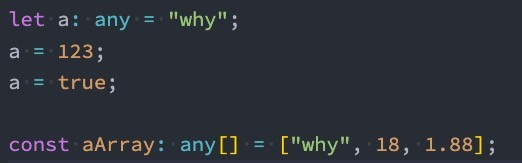 let a: any = "why";
a = 123;
a = true;
const aArray: any[] = ["why", 18, 1.88];